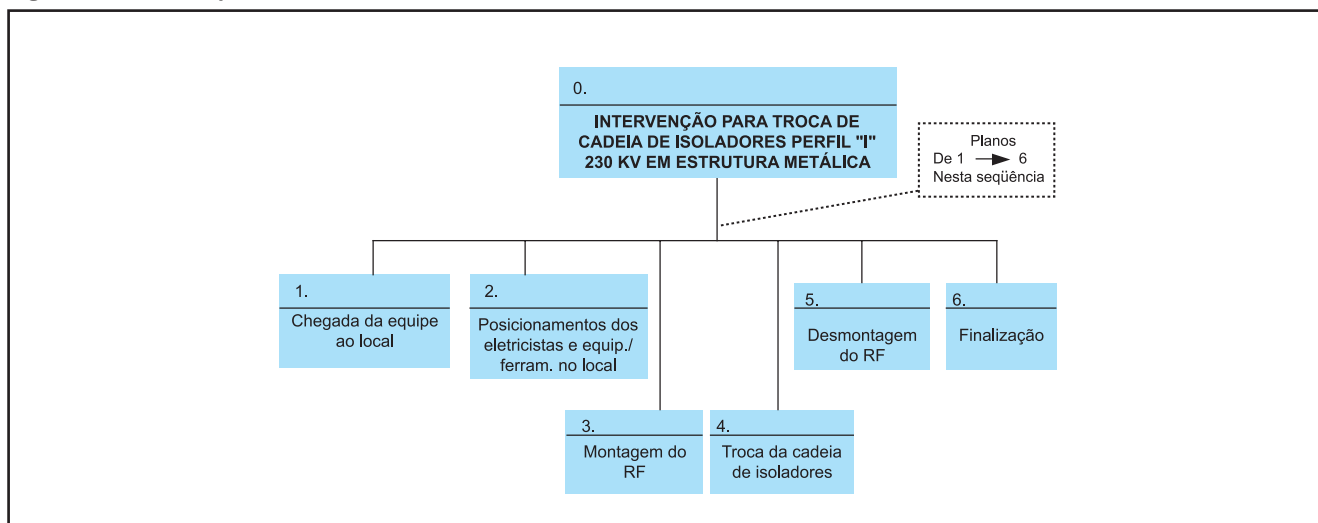 0.
INTERVENÇÃO PARA TROCA DE
CADEIA DE ISOLADORES PERFIL "I"
230 KV EM ESTRUTURA METÁLICA
Planos
De 1 6
Nesta seqüência
1.
Chegada da equipe
ao local
2.
Posicionamentos dos
eletricistas e equip./
ferram. no local
3.
Montagem do
RF
4.
Troca da cadeia
de isoladores
5.
Desmontagem
do RF
6.
Finalização